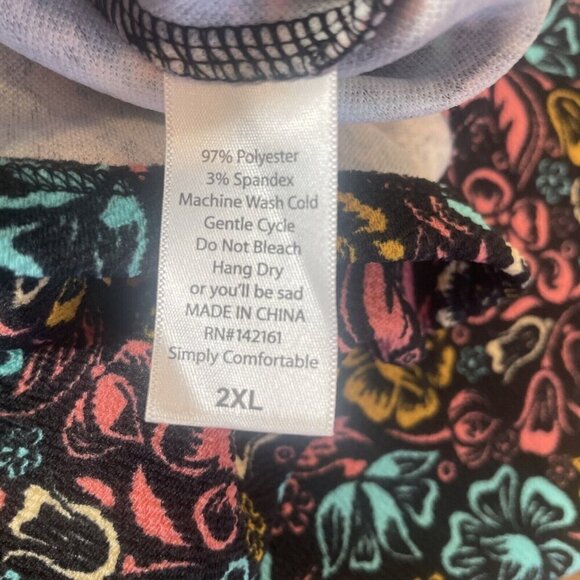 97% Polyester
3% Spandex
Machine Wash Cold
Gentle Cycle
Do Not Bleach
Hang Dry
or you'll be sad
MADE IN CHINA
RN#142161
Simply Comfortable
2XL